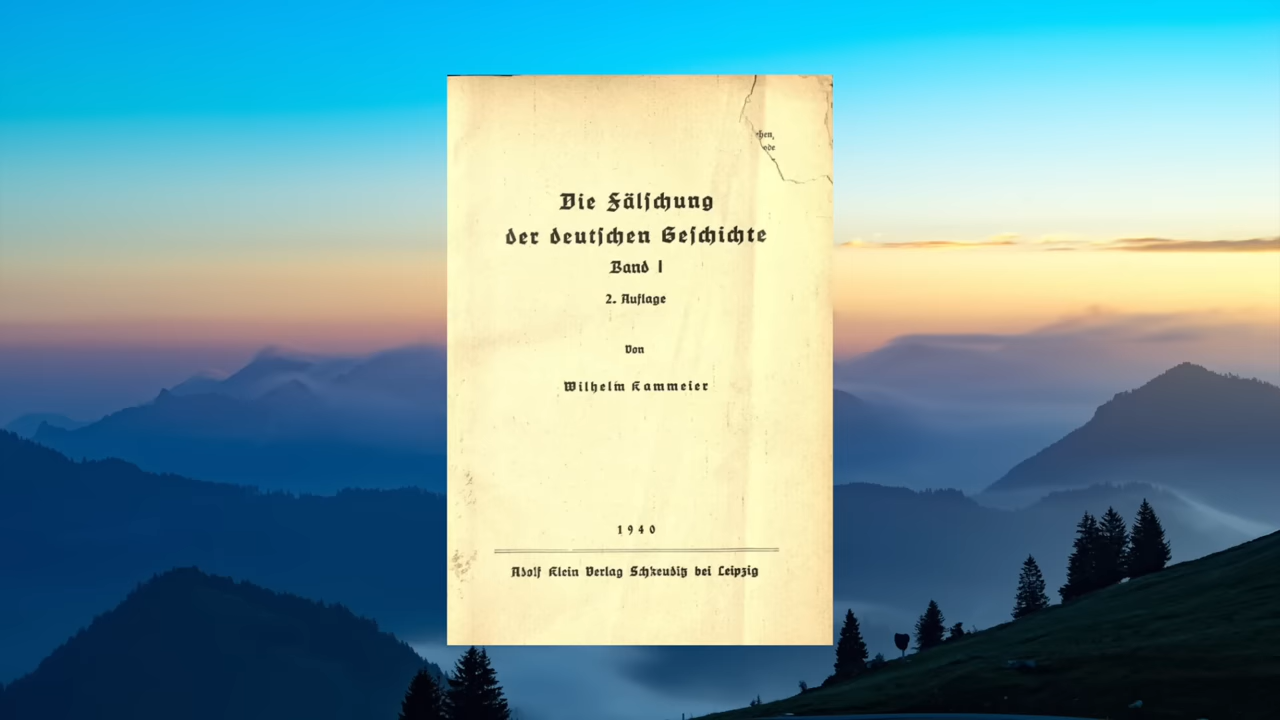 Die Fälschung
der deutschen Geschichte
Band I
2. Auflage
Von
Wilhelm Kammeier
1940
Adolf Klein Verlag Schkeuditz bei Leipzig